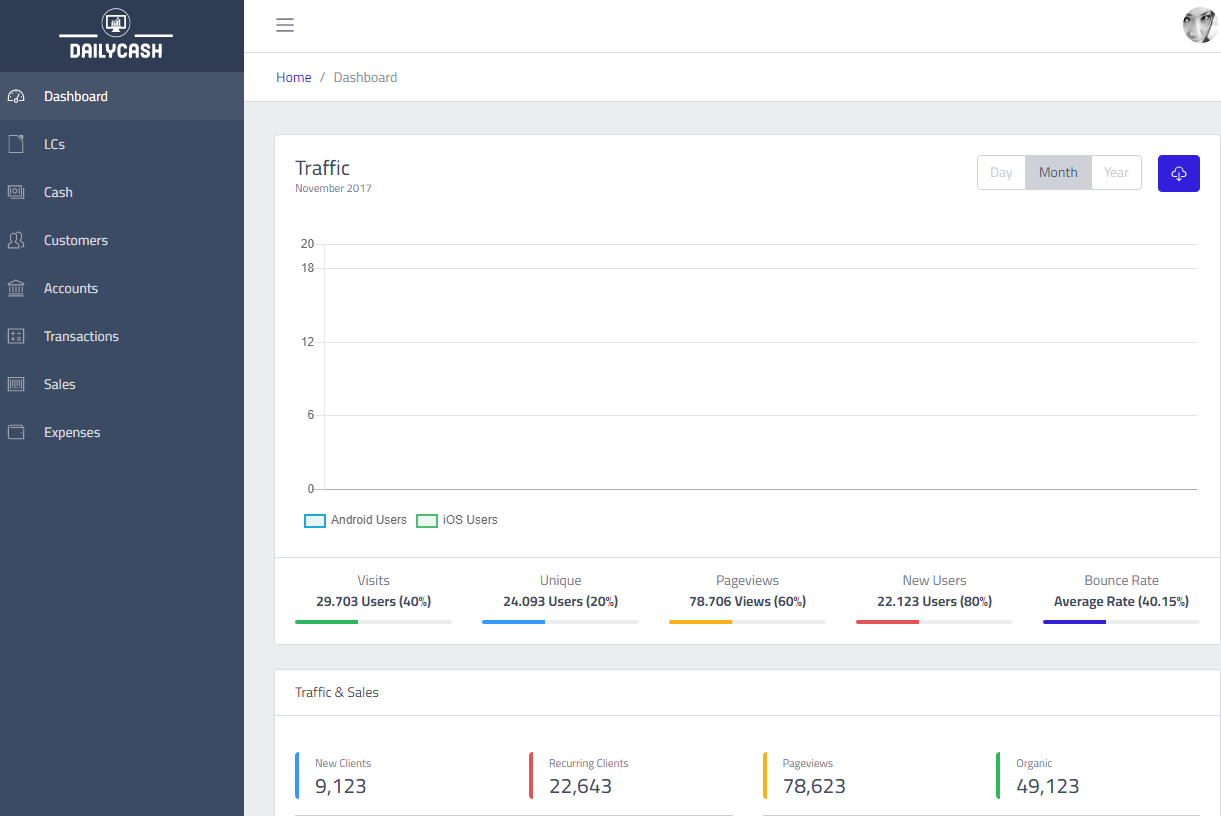 DAILYCASH
Dashboard
LCs
Cash
Customers
Accounts
Transactions
Sales
Expenses
Home / Dashboard
Traffic
November 2017
Day Month Year
20
18
12
6
0
Android Users iOS Users
Visits
29.703 Users (40%)
Unique
24.093 Users (20%)
Pageviews
78.706 Views (60%)
New Users
22.123 Users (80%)
Bounce Rate
Average Rate (40.15%)
Traffic & Sales
New Clients
9,123
Recurring Clients
22,643
Pageviews
78,623
Organic
49,123